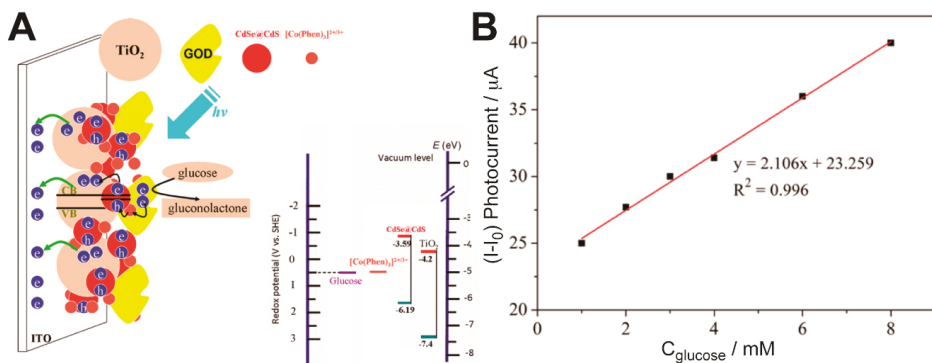 A
TiO2
GOD
CdSe@CdS
[Co(Phen)3]2+/3+
hν
e
e
e
e
e
h
e
h
e
e
e
e
e
h
e
CB
VB
glucose
gluconolactone
e
h
e
e
e
e
e
h
ITO
E (eV)
Vacuum level
Redox potential (V vs. SHE)
-2
-1
0
1
2
3
0
-2
-3
-4
-5
-6
-7
-8
CdSe@CdS
-3.59
TiO2
-4.2
[Co(Phen)3]2+/3+
Glucose
-6.19
-7.4
B
(I-I0) Photocurrent / μA
40
35
30
25
20
y = 2.106x + 23.259
R2 = 0.996
0
2
4
6
8
Cglucose / mM